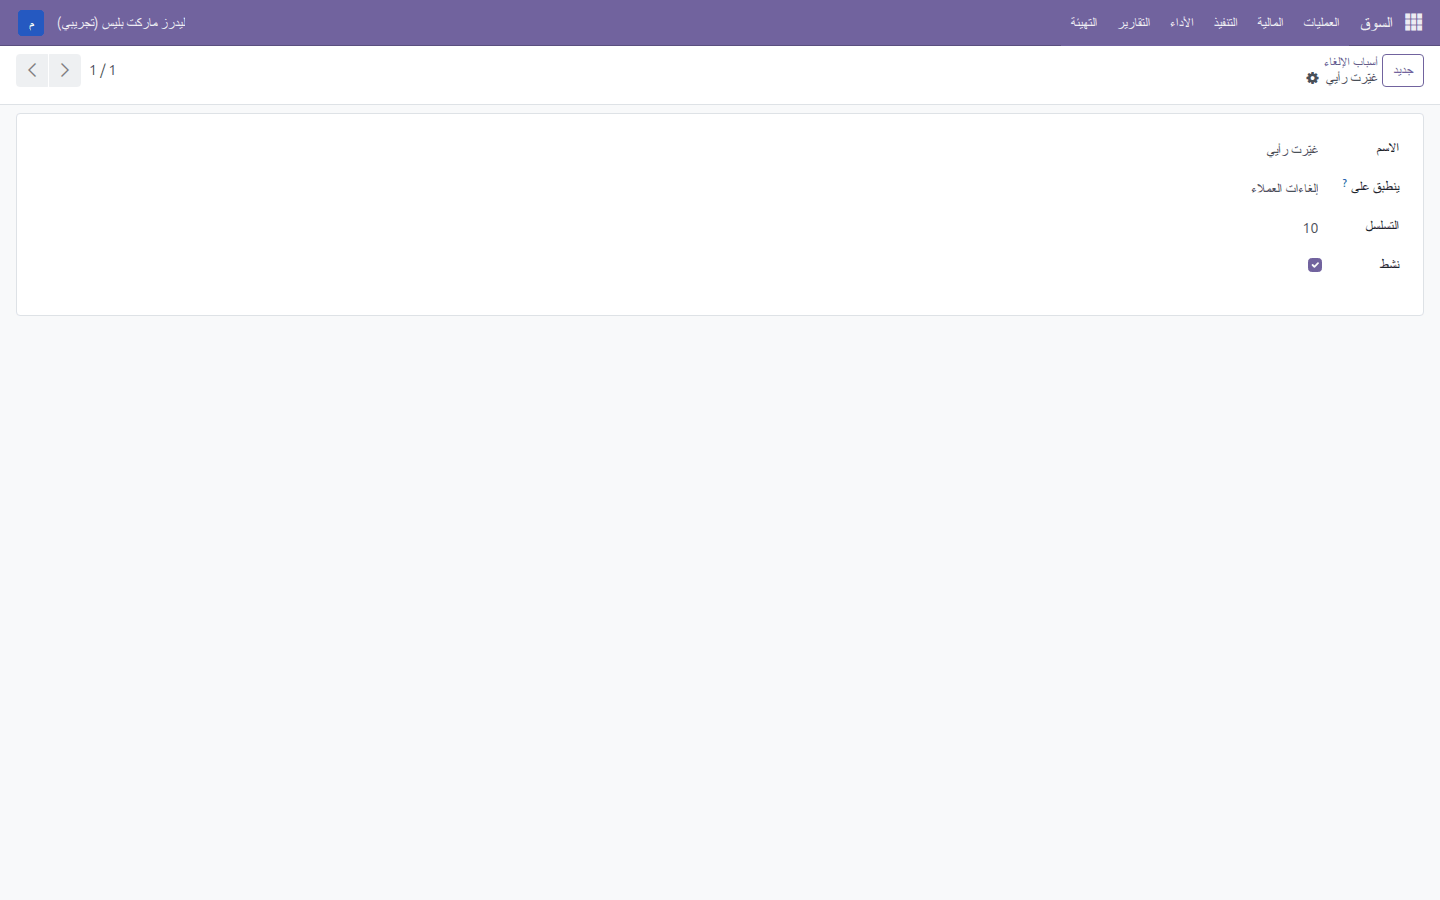 السوق العمليات المالية التنفيذ الأداء التقارير التهيئة ليدرز ماركت بليس (تجريبي) م
جديد
أسباب الإلغاء
غيّرت رأيي
1 / 1
الاسم غيّرت رأيي
ينطبق على ? إلغاءات العملاء
التسلسل 10
نشط